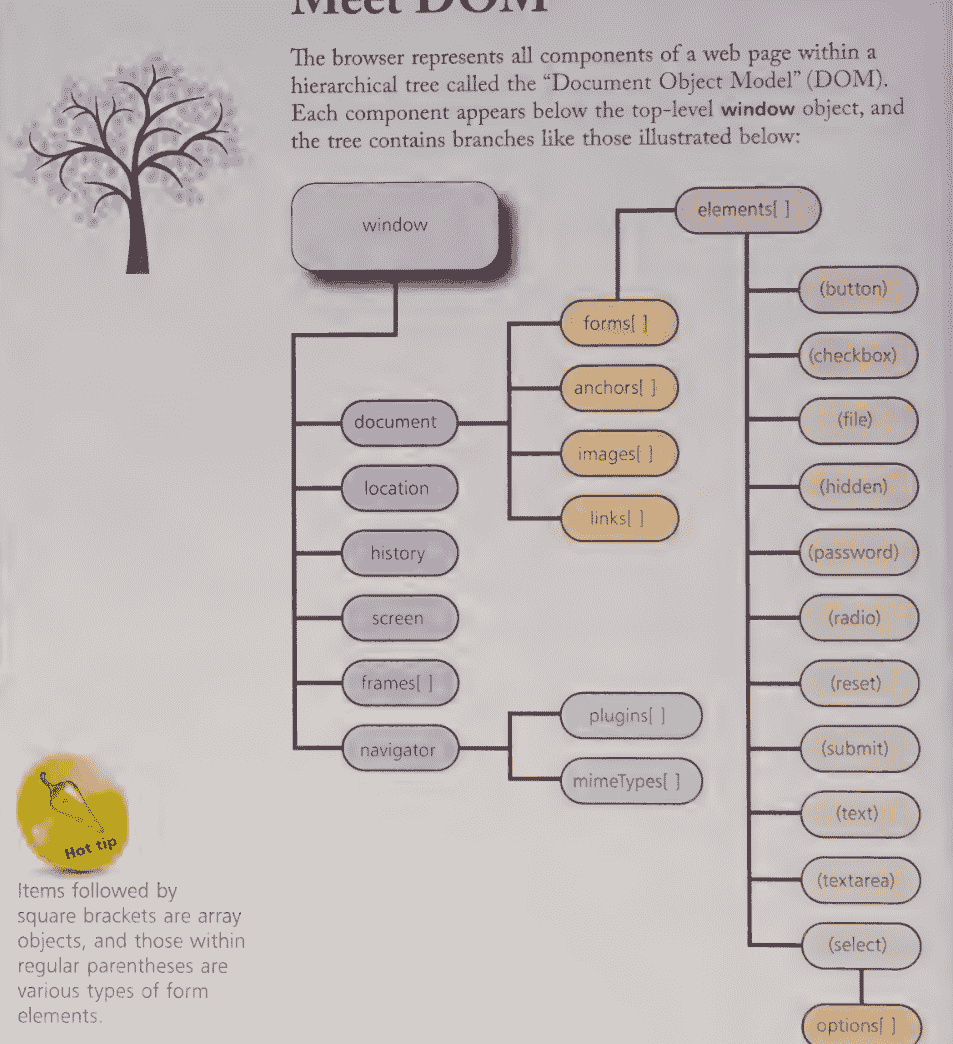 Meet DOM
The browser represents all components of a web page within a
hierarchical tree called the “Document Object Model” (DOM).
Each component appears below the top-level window object, and
the tree contains branches like those illustrated below:
window
document
location
history
screen
frames[ ]
navigator
forms[ ]
anchors[ ]
images[ ]
links[ ]
plugins[ ]
mimeTypes[ ]
elements[ ]
(button)
(checkbox)
(file)
(hidden)
(password)
(radio)
(reset)
(submit)
(text)
(textarea)
(select)
options[ ]
Hot tip
Items followed by
square brackets are array
objects, and those within
regular parentheses are
various types of form
elements.